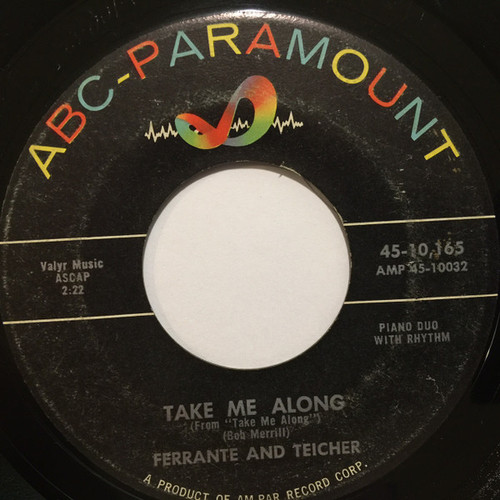 ABC-PARAMOUNT
Valyr Music
ASCAP
2:22
45-10,165
AMP 45-10032
PIANO DUO
WITH RHYTHM
TAKE ME ALONG
(From "Take Me Along")
(Bob Merrill)
FERRANTE AND TEICHER
A PRODUCT OF AM-PAR RECORD CORP.